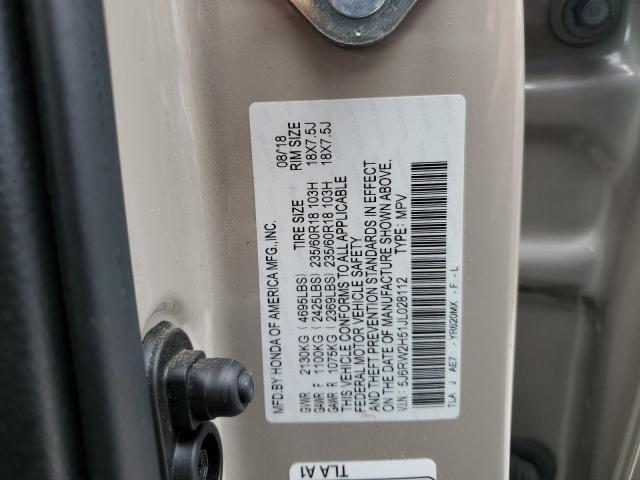 MFD. BY HONDA OF AMERICA MFG., INC. 08/18
TIRE SIZE RIM SIZE
GVWR 2130KG (4695LBS)
GAWR F 1100KG (2425LBS) 235/60R18 103H 18X7.5J
GAWR R 1075KG (2369LBS) 235/60R18 103H 18X7.5J
THIS VEHICLE CONFORMS TO ALL APPLICABLE
FEDERAL MOTOR VEHICLE SAFETY
AND THEFT PREVENTION STANDARDS IN EFFECT
ON THE DATE OF MANUFACTURE SHOWN ABOVE.
V.I.N.: 5J6RW2H51JL028112 TYPE: MPV
TLA J AE7 - YR620MX - F - L
TLA A1